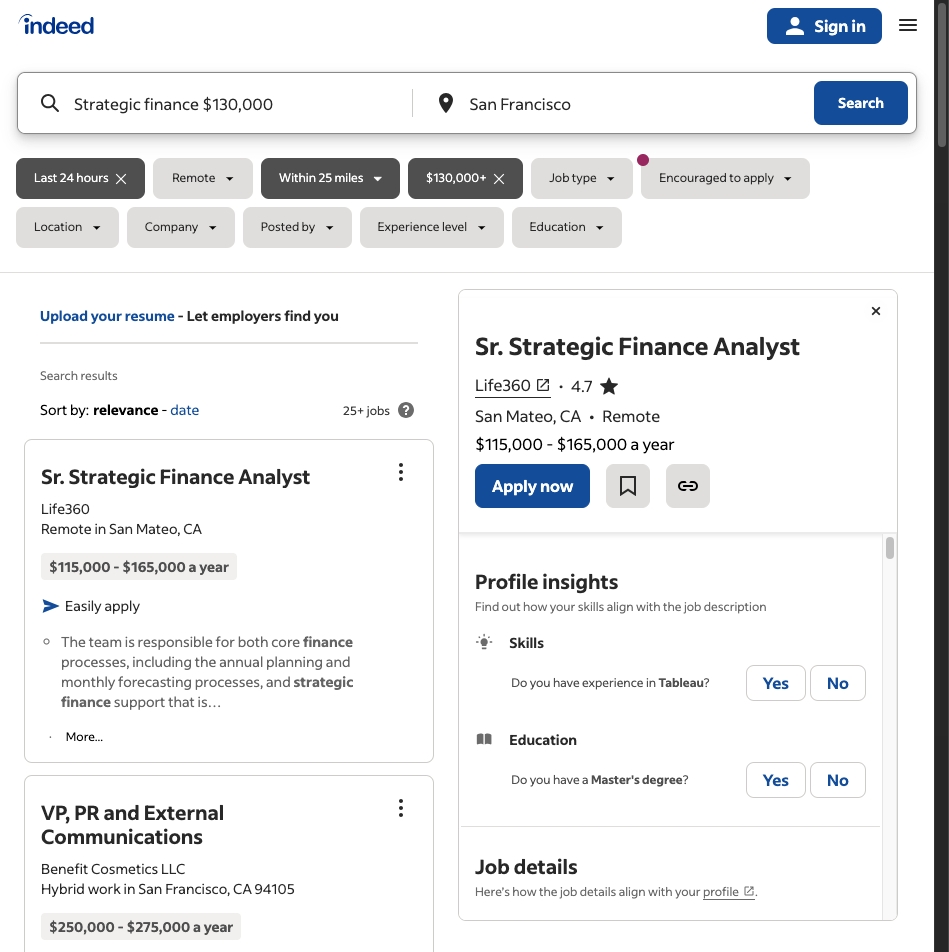 indeed
Sign in
Strategic finance $130,000
San Francisco
Search
Last 24 hours
Remote
Within 25 miles
$130,000+
Job type
Encouraged to apply
Location
Company
Posted by
Experience level
Education
Upload your resume - Let employers find you
Search results
Sort by: relevance - date
25+ jobs
?
Sr. Strategic Finance Analyst
Life360
Remote in San Mateo, CA
$115,000 - $165,000 a year
Easily apply
The team is responsible for both core finance
processes, including the annual planning and
monthly forecasting processes, and strategic
finance support that is…
More...
VP, PR and External
Communications
Benefit Cosmetics LLC
Hybrid work in San Francisco, CA 94105
$250,000 - $275,000 a year
Sr. Strategic Finance Analyst
Life360 • 4.7
San Mateo, CA • Remote
$115,000 - $165,000 a year
Apply now
Profile insights
Find out how your skills align with the job description
Skills
Do you have experience in Tableau?
Yes
No
Education
Do you have a Master's degree?
Yes
No
Job details
Here's how the job details align with your profile.